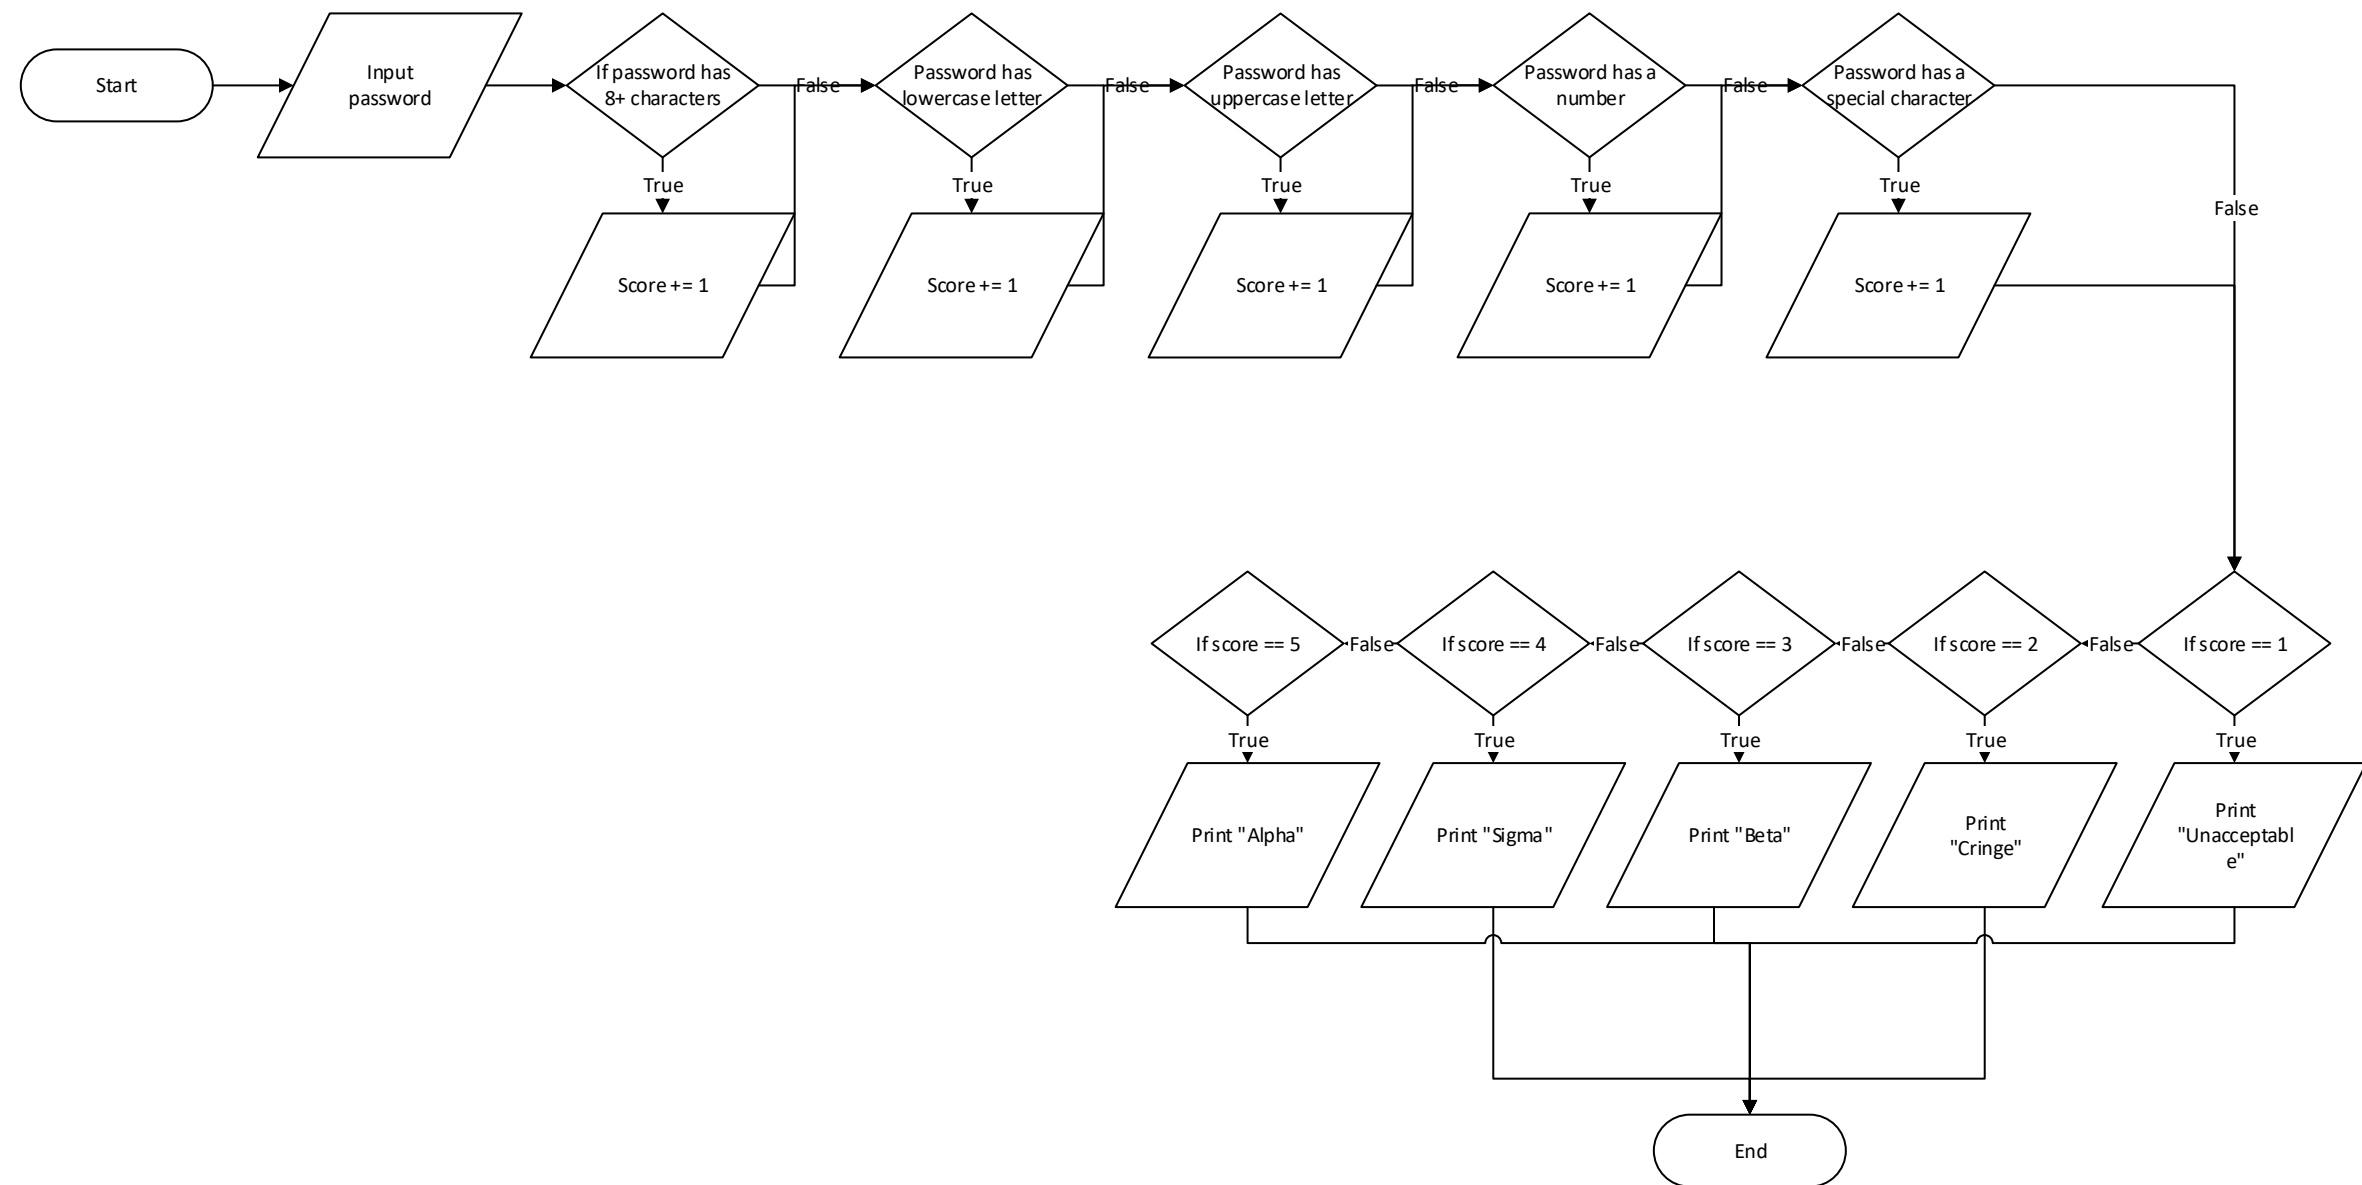 Start
Input
password
If password has
8+ characters
False
Password has
lowercase letter
False
Password has
uppercase letter
False
Password has a
number
False
Password has a
special character
True
True
True
True
True
False
Score += 1
Score += 1
Score += 1
Score += 1
Score += 1
If score == 5
False
If score == 4
False
If score == 3
False
If score == 2
False
If score == 1
True
True
True
True
True
Print "Alpha"
Print "Sigma"
Print "Beta"
Print
"Cringe"
Print
"Unacceptabl
e"
End